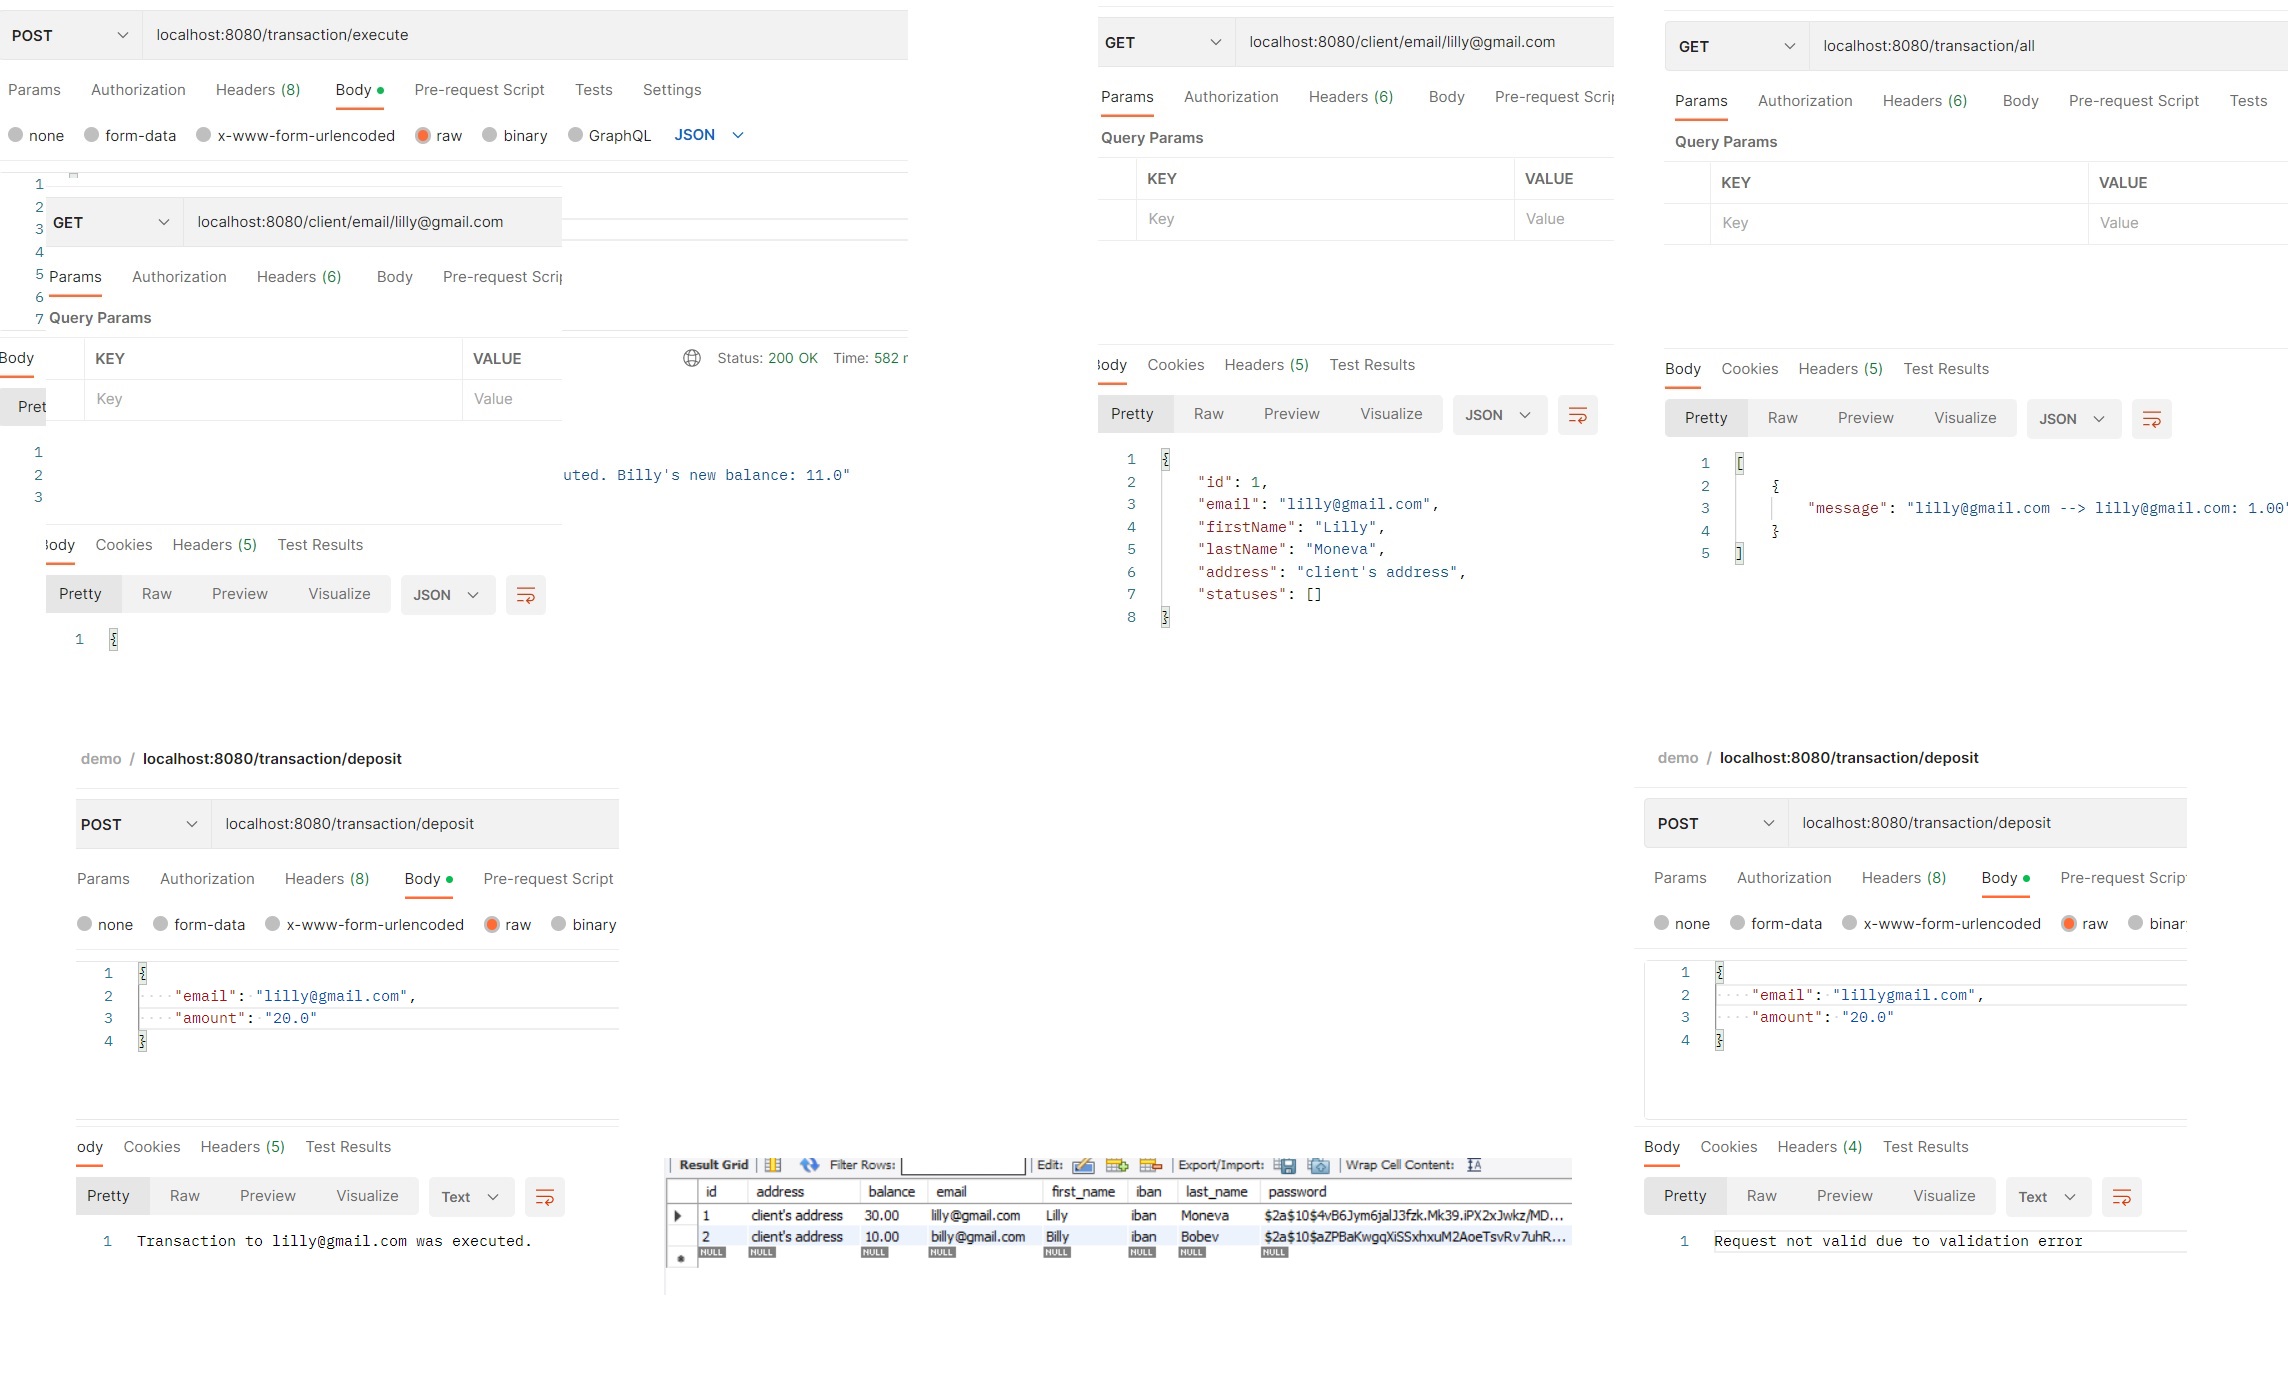 POST localhost:8080/transaction/execute
Params Authorization Headers (8) Body Pre-request Script Tests Settings
none form-data x-www-form-urlencoded raw binary GraphQL JSON
1
2
3
4
5
6
7
GET localhost:8080/client/email/lilly@gmail.com
Params Authorization Headers (6) Body Pre-request Scrip
Query Params
Body KEY VALUE Status: 200 OK Time: 582 r
Pret Key Value
1
2 uted. Billy's new balance: 11.0"
3
Body Cookies Headers (5) Test Results
Pretty Raw Preview Visualize JSON
1 {
GET localhost:8080/client/email/lilly@gmail.com
Params Authorization Headers (6) Body Pre-request Scrip
Query Params
KEY VALUE
Key Value
Body Cookies Headers (5) Test Results
Pretty Raw Preview Visualize JSON
1 {
2 "id": 1,
3 "email": "lilly@gmail.com",
4 "firstName": "Lilly",
5 "lastName": "Moneva",
6 "address": "client's address",
7 "statuses": []
8 }
GET localhost:8080/transaction/all
Params Authorization Headers (6) Body Pre-request Script Tests
Query Params
KEY VALUE
Key Value
Body Cookies Headers (5) Test Results
Pretty Raw Preview Visualize JSON
1 [
2 {
3 "message": "lilly@gmail.com --> lilly@gmail.com: 1.00"
4 }
5 ]
demo / localhost:8080/transaction/deposit
POST localhost:8080/transaction/deposit
Params Authorization Headers (8) Body Pre-request Script
none form-data x-www-form-urlencoded raw binary
1 {
2 "email": "lilly@gmail.com",
3 "amount": "20.0"
4 }
ody Cookies Headers (5) Test Results
Pretty Raw Preview Visualize Text
1 Transaction to lilly@gmail.com was executed.
Result Grid Filter Rows: Edit: Export/Import: Wrap Cell Content:
id address balance email first_name iban last_name password
1 client's address 30.00 lilly@gmail.com Lilly iban Moneva $2a$10$4vB6Jym6jalJ3fzk.Mk39.iPX2xJwkz/MD...
2 client's address 10.00 billy@gmail.com Billy iban Bobev $2a$10$aZPBaKwgqXiSSxhxuM2AoeTsvRv7uhR...
NULL NULL NULL NULL NULL NULL NULL NULL
demo / localhost:8080/transaction/deposit
POST localhost:8080/transaction/deposit
Params Authorization Headers (8) Body Pre-request Scrip
none form-data x-www-form-urlencoded raw binar
1 {
2 "email": "lillygmail.com",
3 "amount": "20.0"
4 }
Body Cookies Headers (4) Test Results
Pretty Raw Preview Visualize Text
1 Request not valid due to validation error